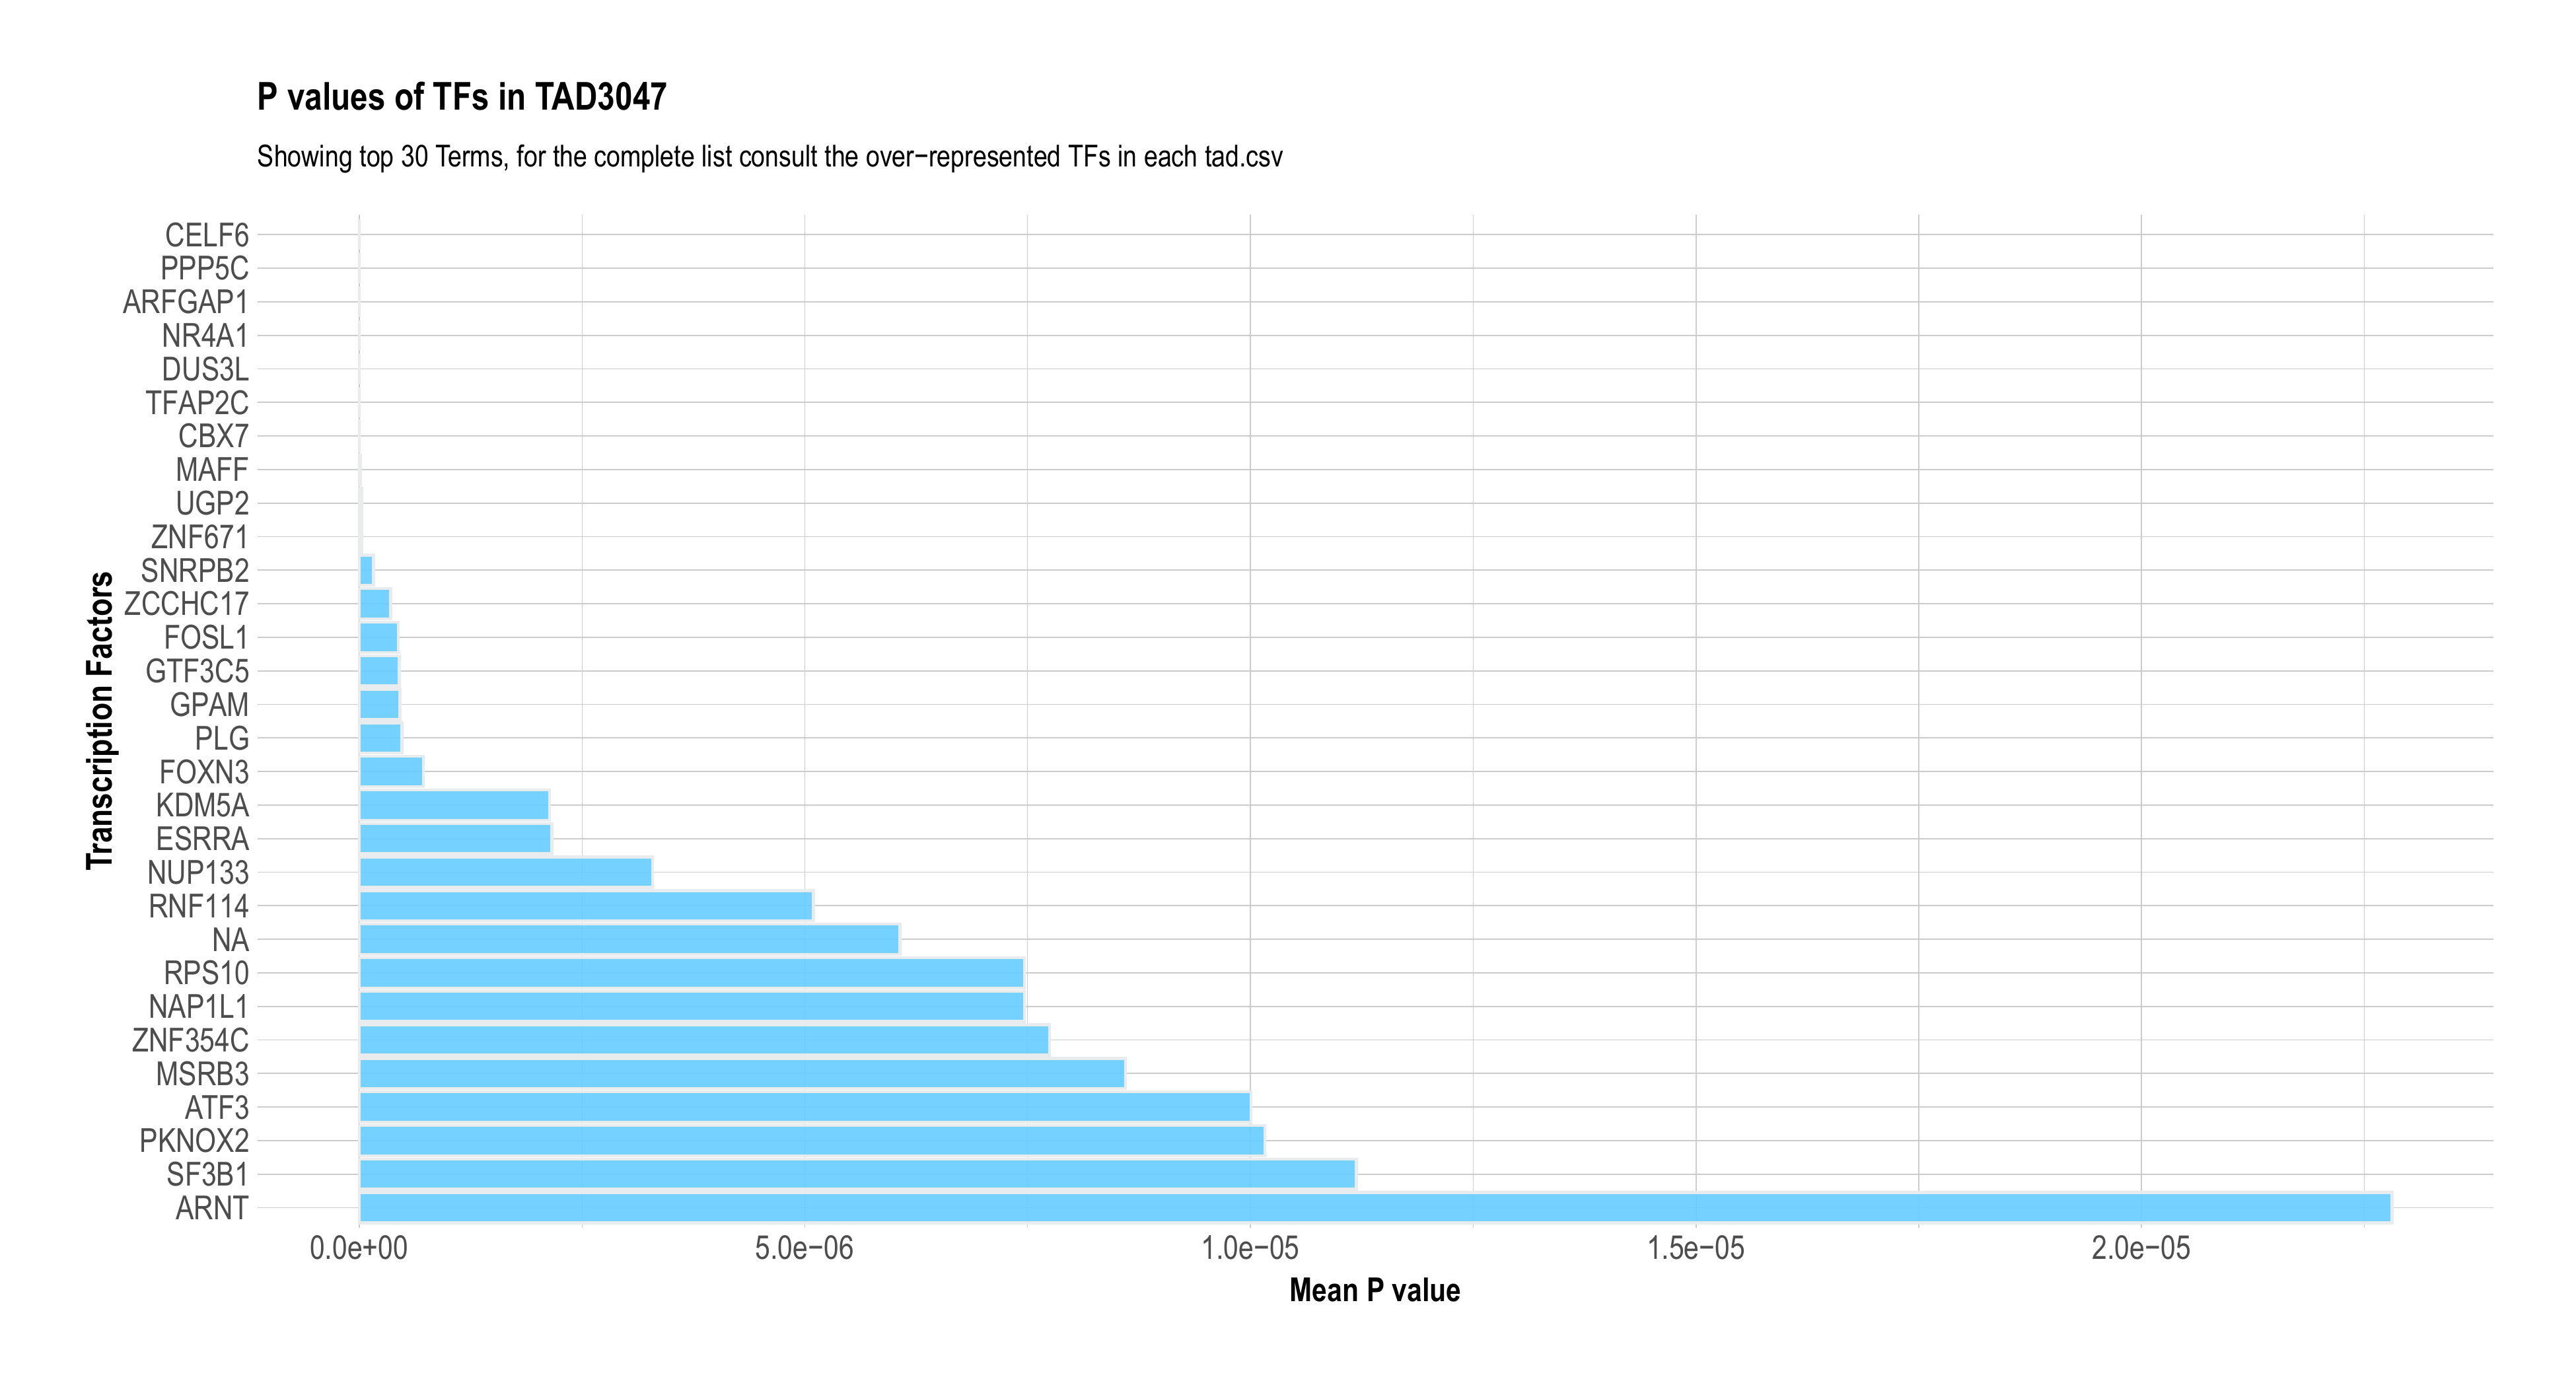 P values of TFs in TAD3047
Showing top 30 Terms, for the complete list consult the over−represented TFs in each tad.csv
Transcription Factors
CELF6
PPP5C
ARFGAP1
NR4A1
DUS3L
TFAP2C
CBX7
MAFF
UGP2
ZNF671
SNRPB2
ZCCHC17
FOSL1
GTF3C5
GPAM
PLG
FOXN3
KDM5A
ESRRA
NUP133
RNF114
NA
RPS10
NAP1L1
ZNF354C
MSRB3
ATF3
PKNOX2
SF3B1
ARNT
0.0e+00 5.0e−06 1.0e−05 1.5e−05 2.0e−05
Mean P value